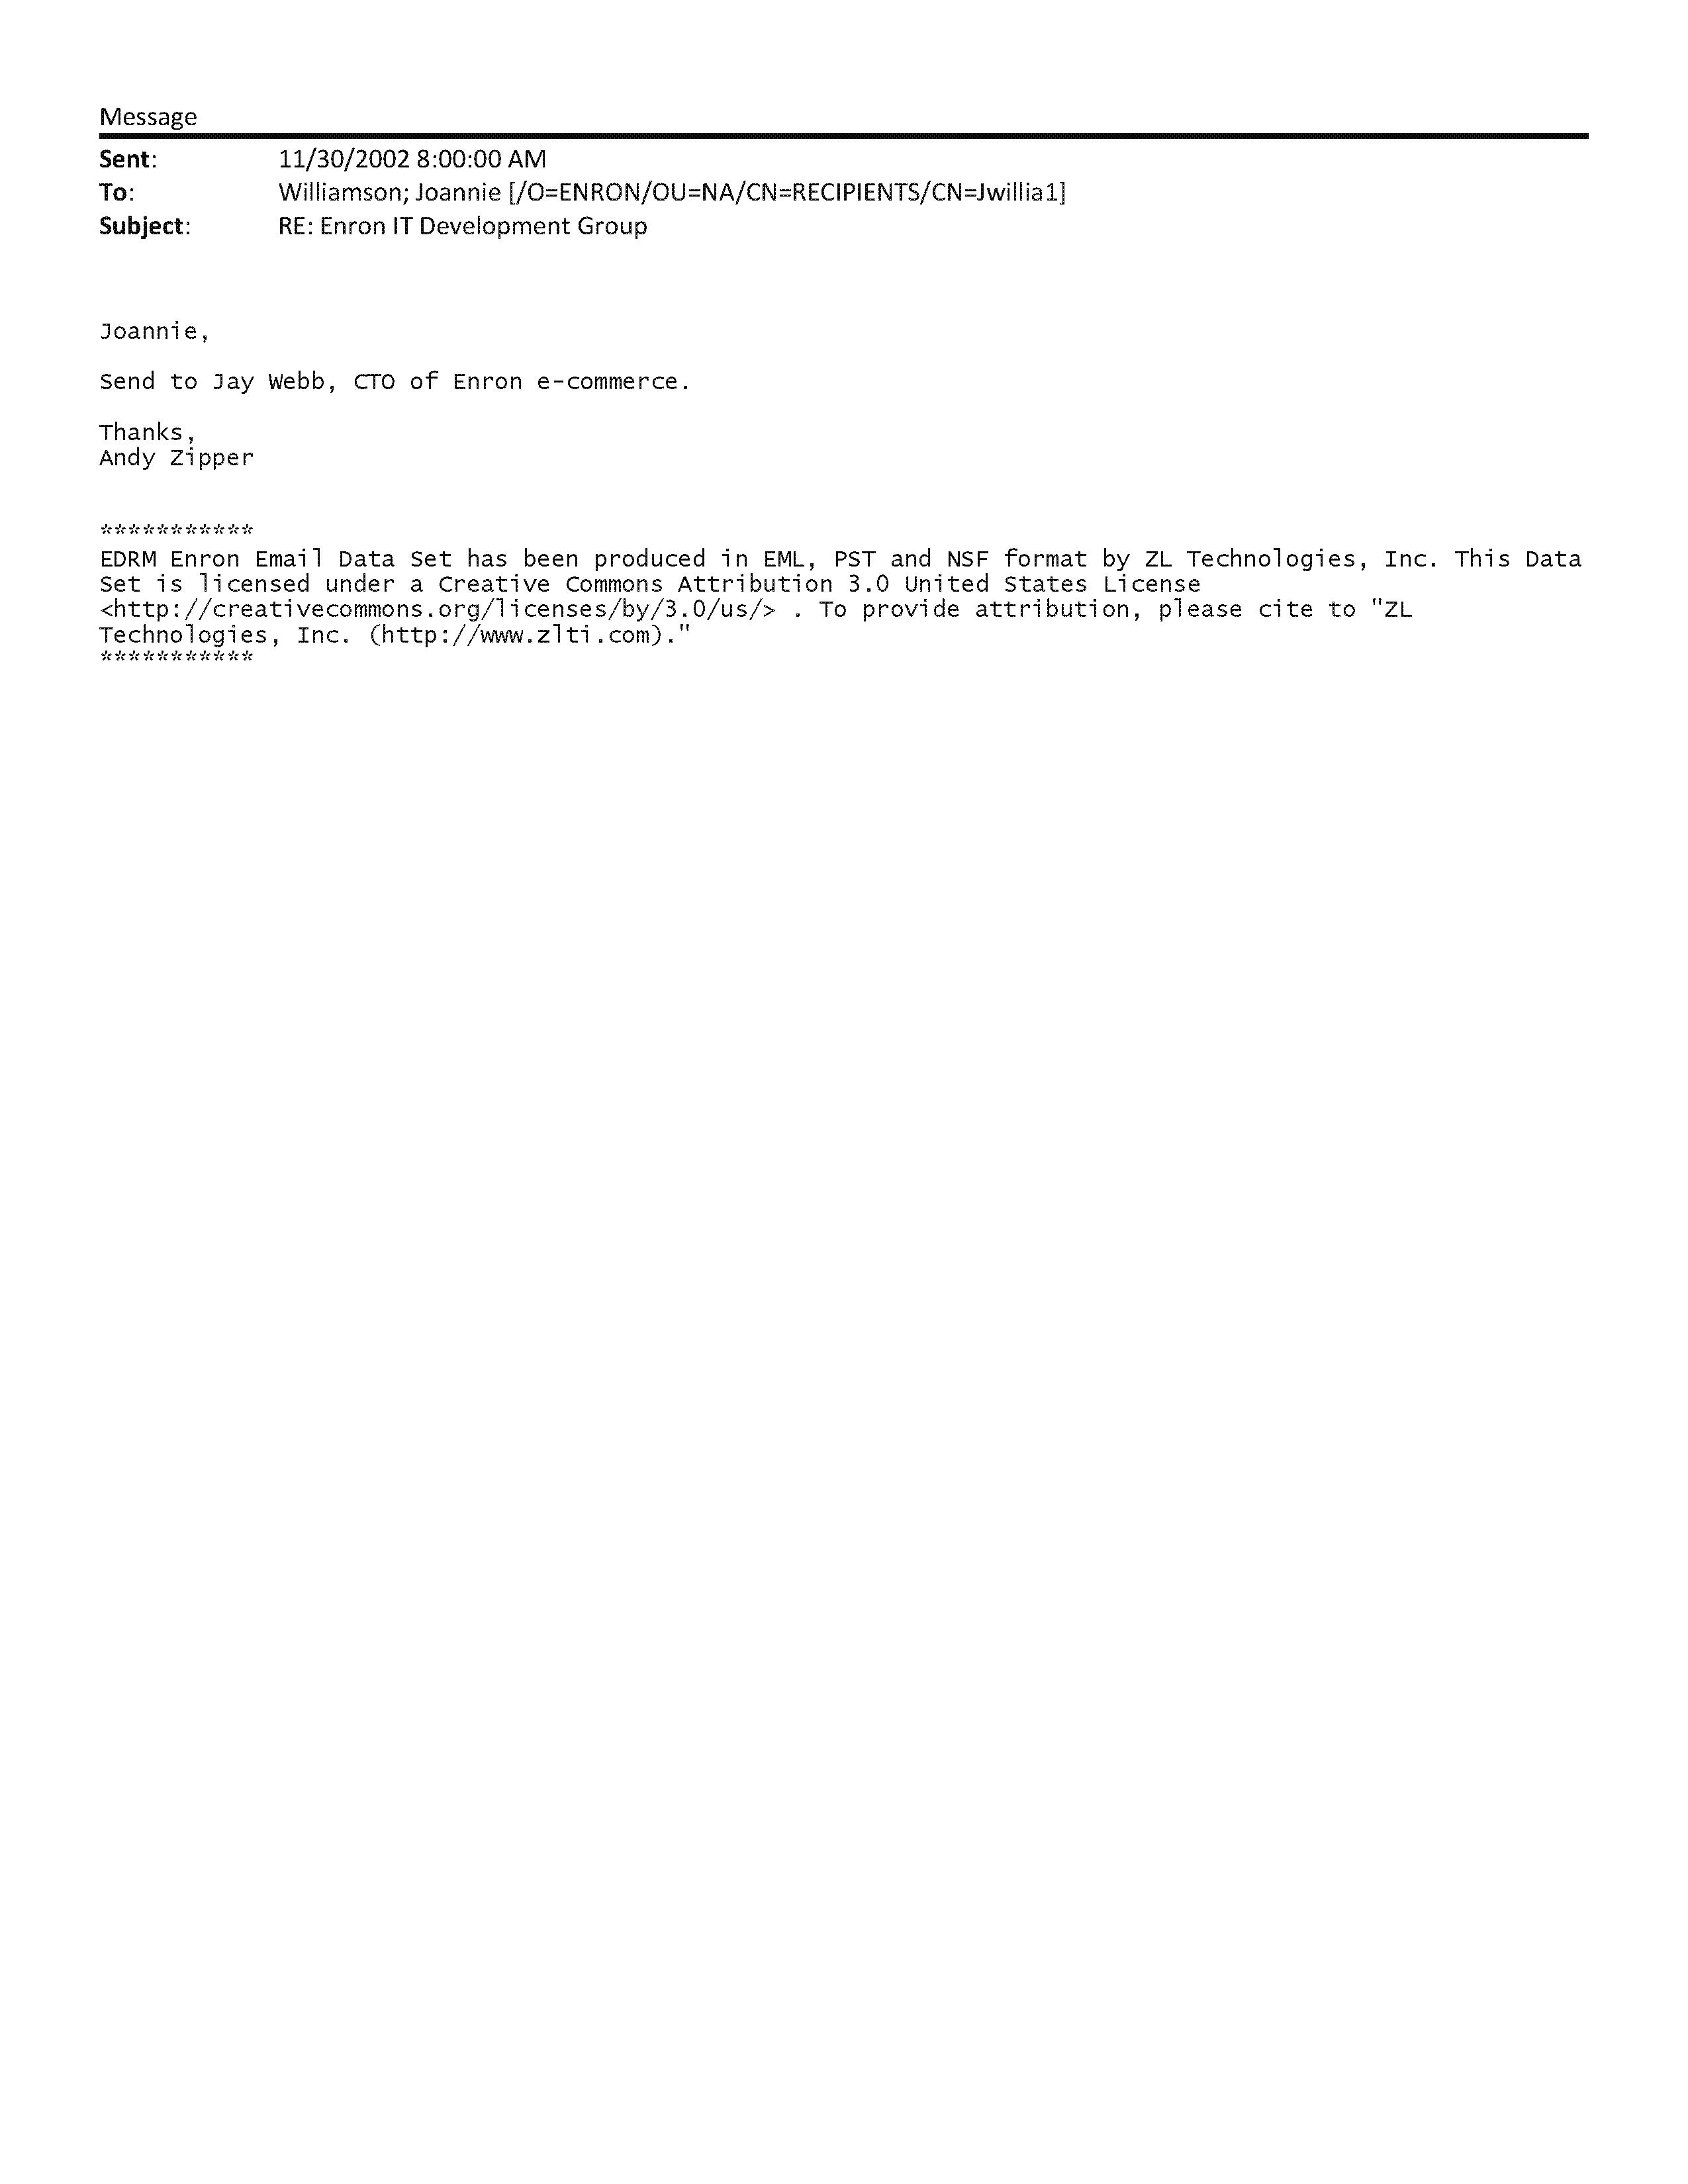 Message
Sent: 11/30/2002 8:00:00 AM
To: Williamson; Joannie [/O=ENRON/OU=NA/CN=RECIPIENTS/CN=Jwillia1]
Subject: RE: Enron IT Development Group
Joannie,
Send to Jay Webb, CTO of Enron e-commerce.
Thanks,
Andy Zipper
***********
EDRM Enron Email Data Set has been produced in EML, PST and NSF format by ZL Technologies, Inc. This Data
Set is licensed under a Creative Commons Attribution 3.0 United States License
<http://creativecommons.org/licenses/by/3.0/us/> . To provide attribution, please cite to "ZL
Technologies, Inc. (http://www.zlti.com)."
***********